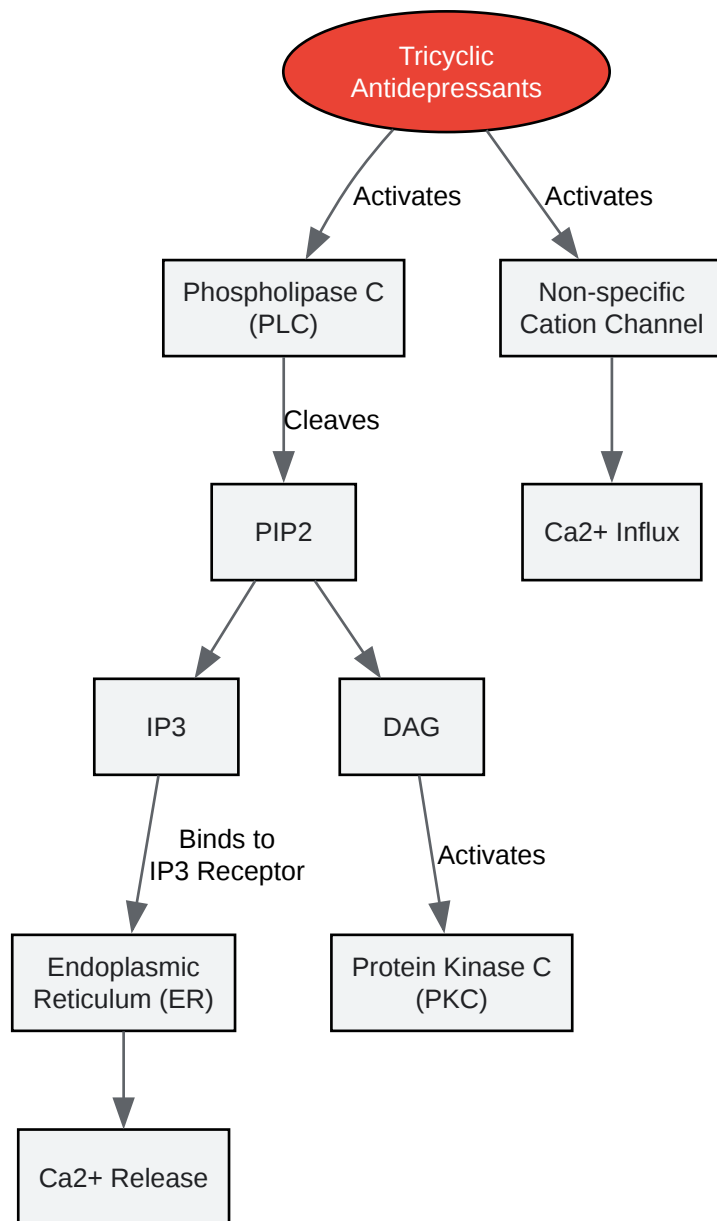 Tricyclic
Antidepressants
Activates
Activates
Phospholipase C
(PLC)
Non-specific
Cation Channel
Cleaves
PIP2
Ca2+ Influx
IP3
DAG
Binds to
IP3 Receptor
Activates
Endoplasmic
Reticulum (ER)
Protein Kinase C
(PKC)
Ca2+ Release